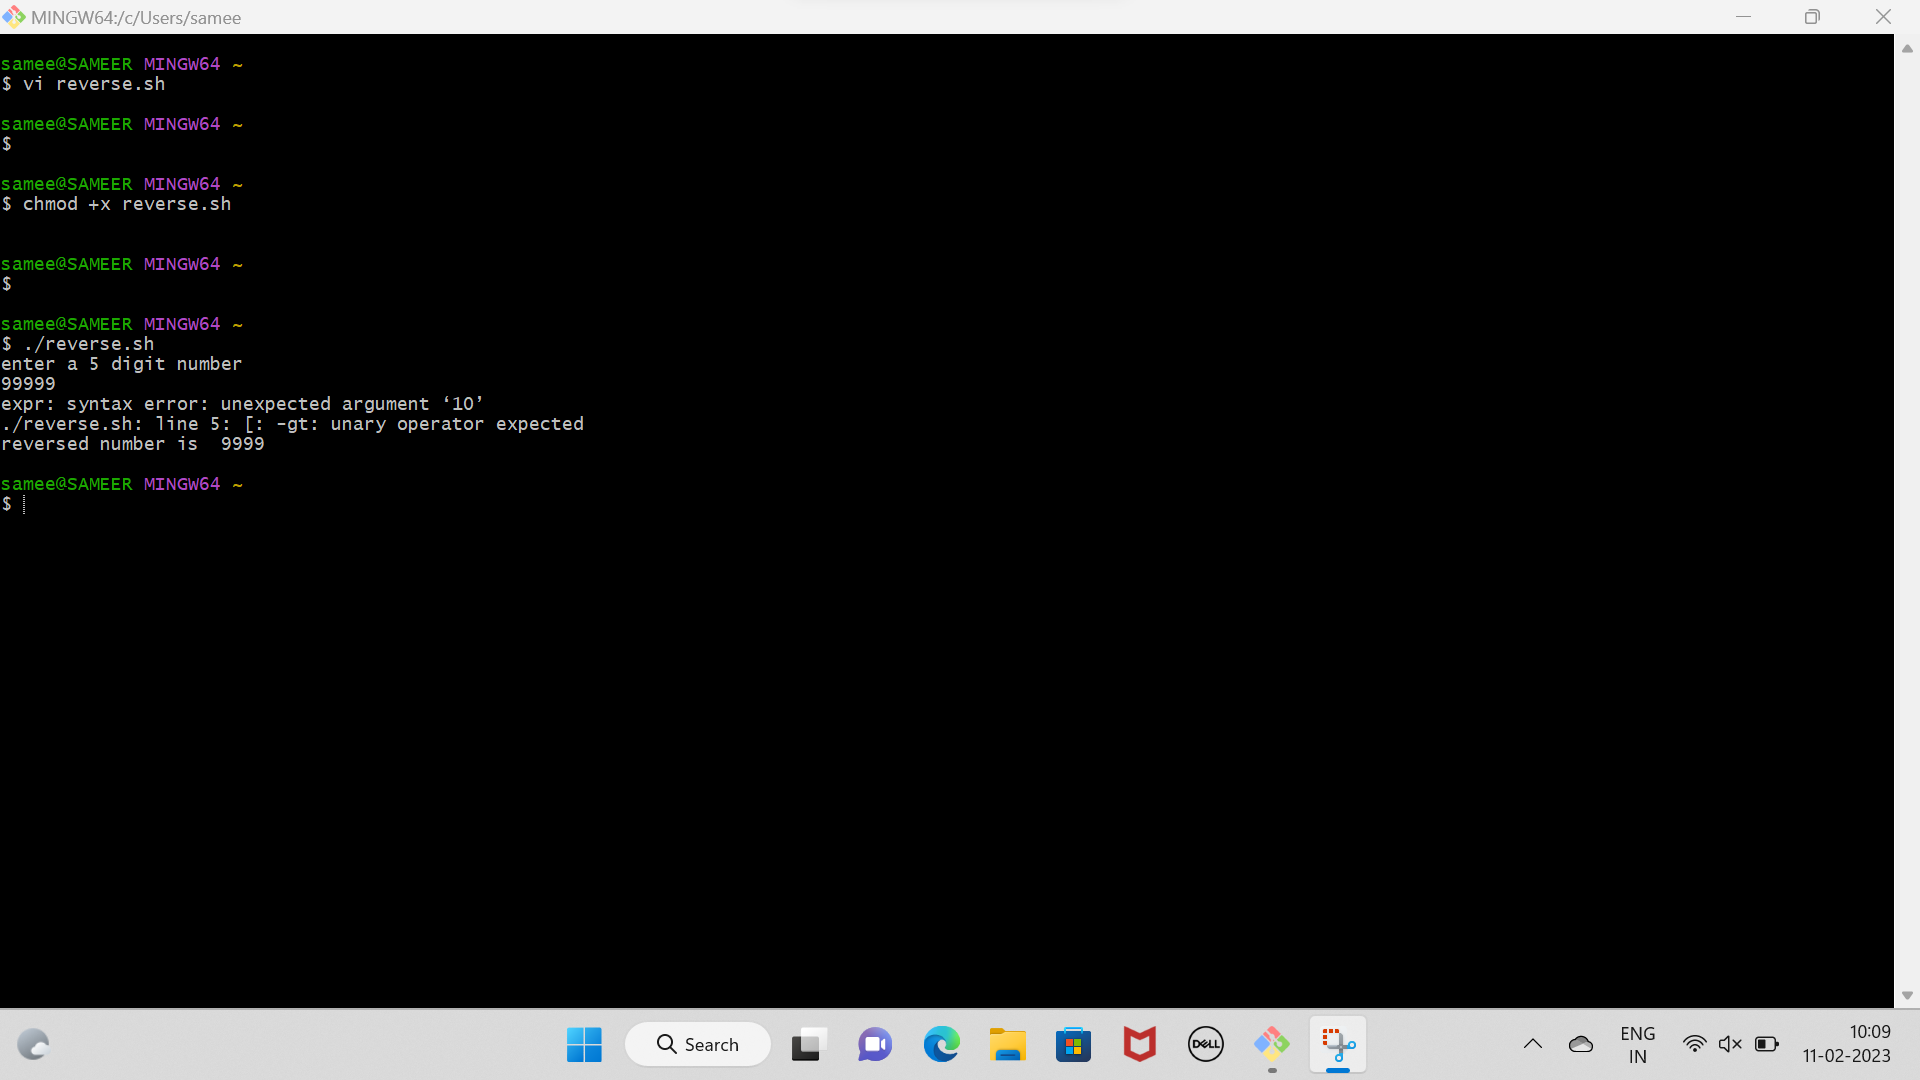 MINGW64:/c/Users/samee
samee@SAMEER MINGW64 ~
$ vi reverse.sh
samee@SAMEER MINGW64 ~
$
samee@SAMEER MINGW64 ~
$ chmod +x reverse.sh
samee@SAMEER MINGW64 ~
$
samee@SAMEER MINGW64 ~
$ ./reverse.sh
enter a 5 digit number
99999
expr: syntax error: unexpected argument ‘10’
./reverse.sh: line 5: [: -gt: unary operator expected
reversed number is  9999
samee@SAMEER MINGW64 ~
$
Search
DELL
ENG
IN
10:09
11-02-2023